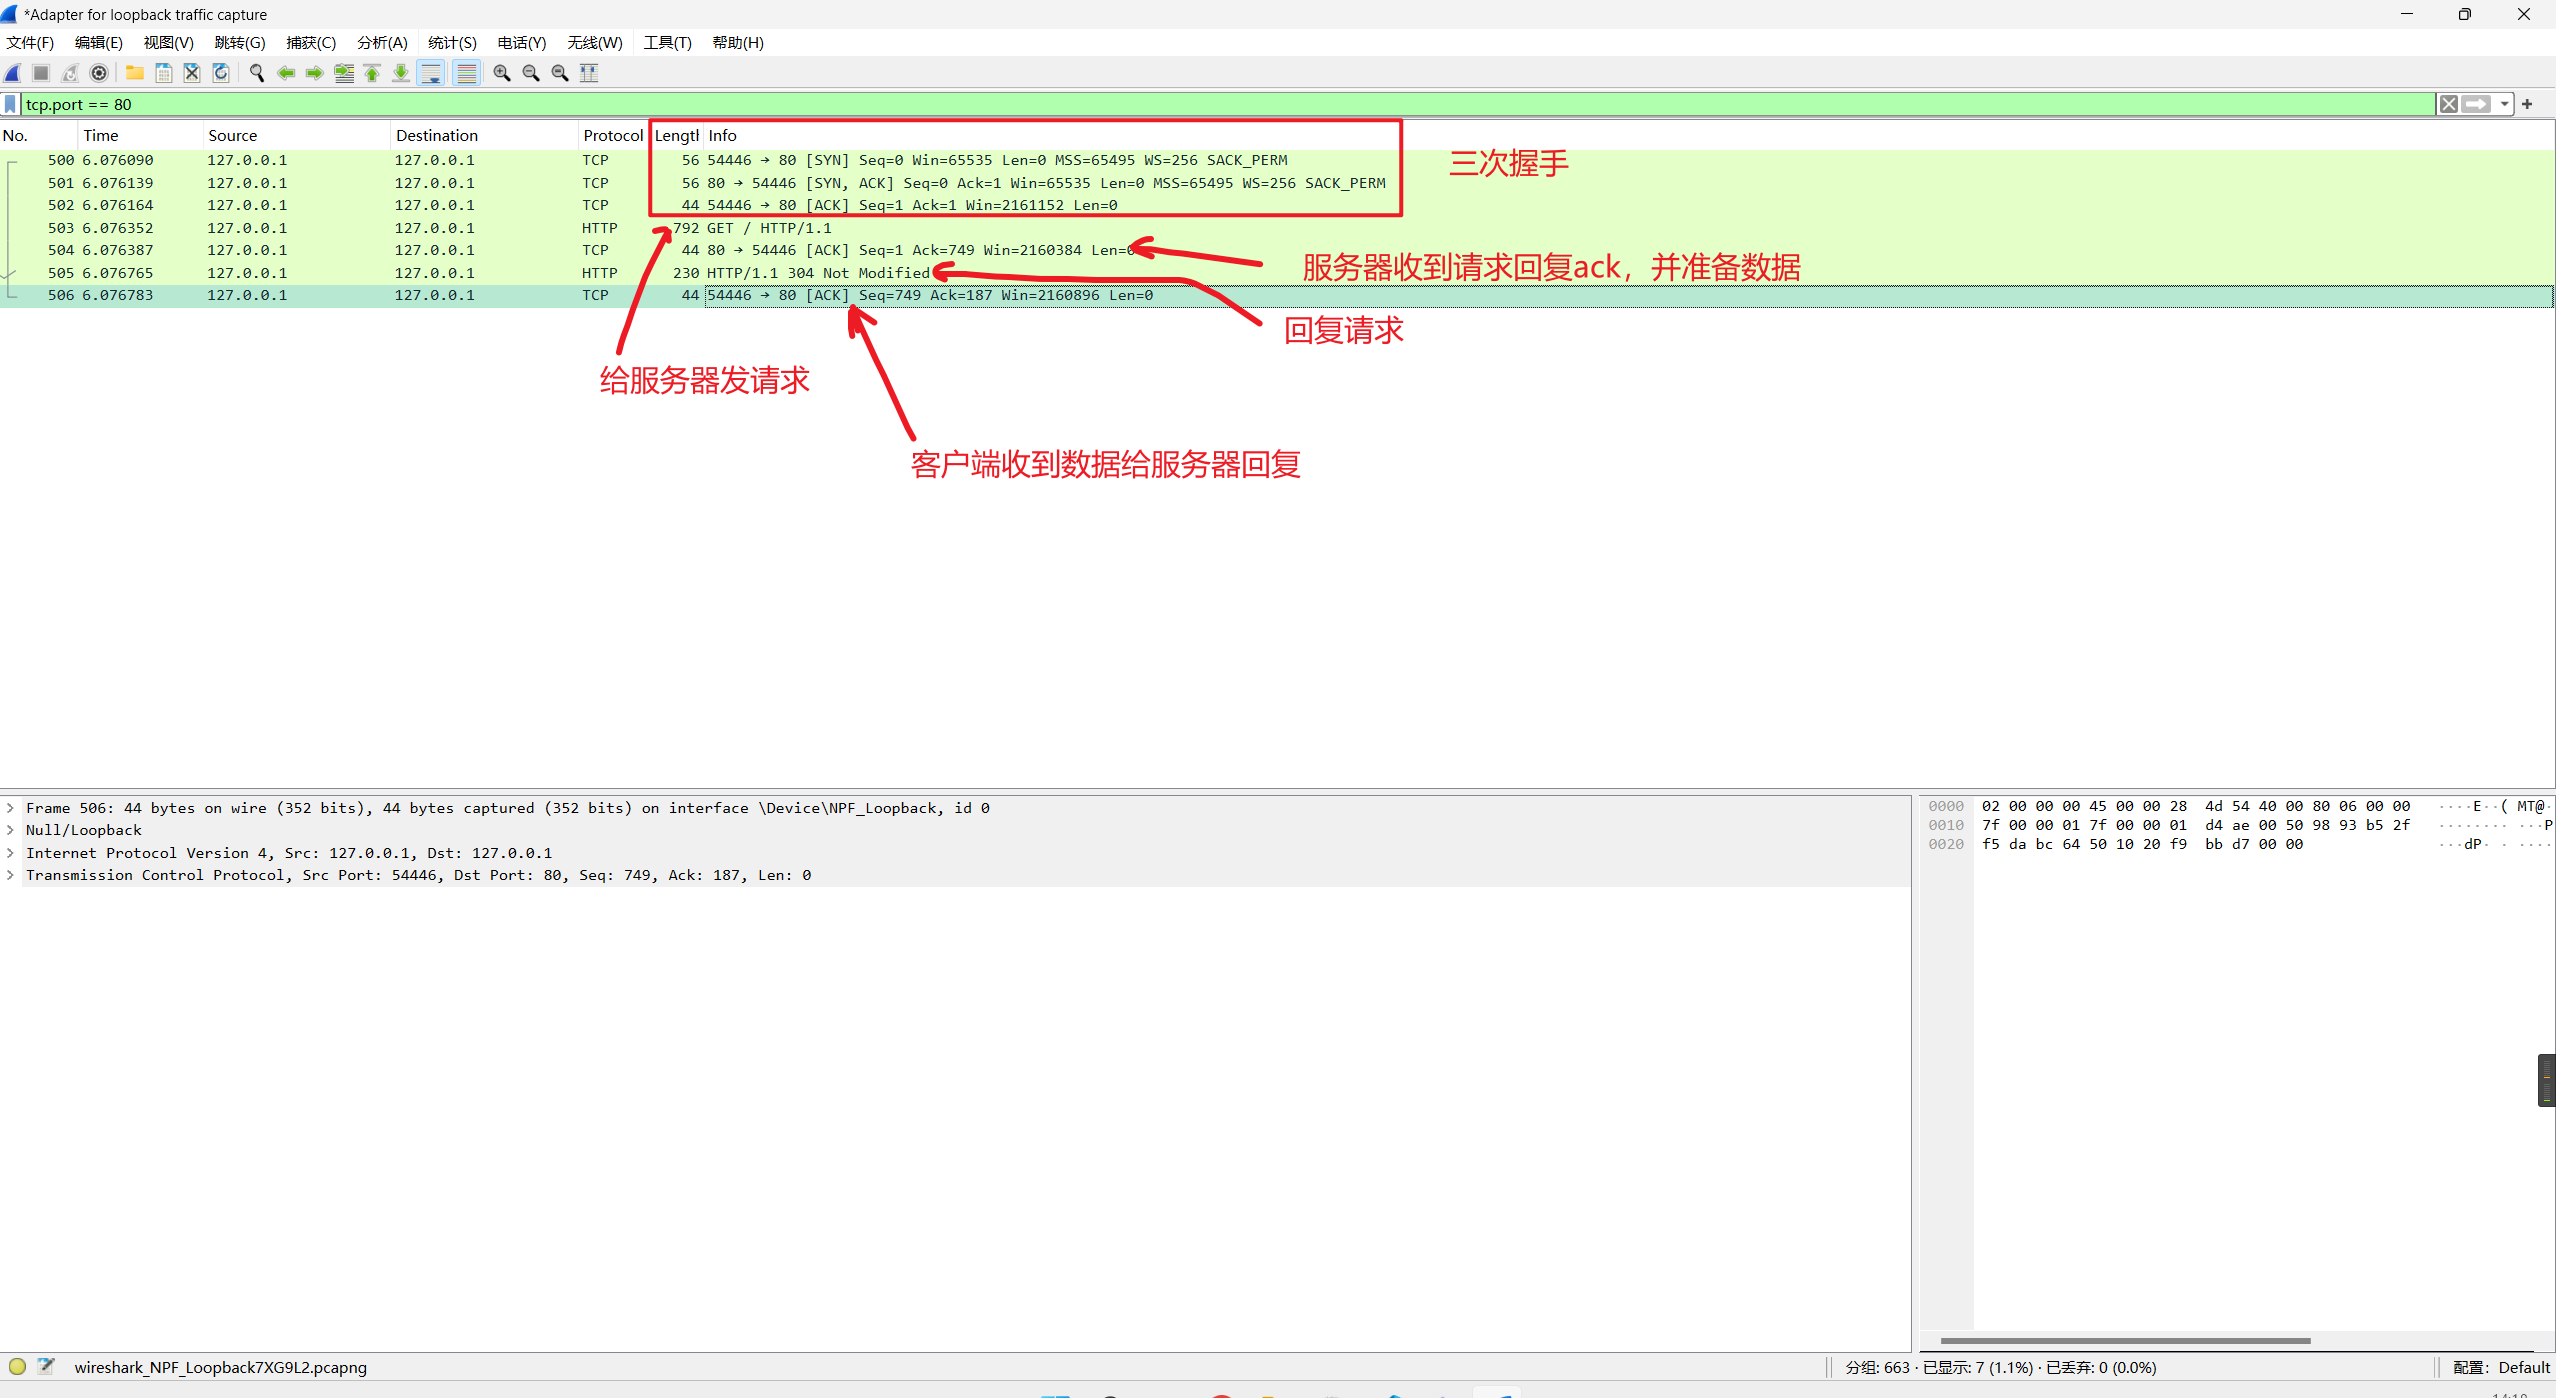 *Adapter for loopback traffic capture
文件(F) 编辑(E) 视图(V) 跳转(G) 捕获(C) 分析(A) 统计(S) 电话(Y) 无线(W) 工具(T) 帮助(H)
tcp.port == 80
No. Time Source Destination Protocol Lengtl Info
500 6.076090 127.0.0.1 127.0.0.1 TCP 56 54446 → 80 [SYN] Seq=0 Win=65535 Len=0 MSS=65495 WS=256 SACK_PERM
三次握手
501 6.076139 127.0.0.1 127.0.0.1 TCP 56 80 → 54446 [SYN, ACK] Seq=0 Ack=1 Win=65535 Len=0 MSS=65495 WS=256 SACK_PERM
502 6.076164 127.0.0.1 127.0.0.1 TCP 44 54446 → 80 [ACK] Seq=1 Ack=1 Win=2161152 Len=0
503 6.076352 127.0.0.1 127.0.0.1 HTTP 792 GET / HTTP/1.1
504 6.076387 127.0.0.1 127.0.0.1 TCP 44 80 → 54446 [ACK] Seq=1 Ack=749 Win=2160384 Len=0
服务器收到请求回复ack，并准备数据
505 6.076765 127.0.0.1 127.0.0.1 HTTP 230 HTTP/1.1 304 Not Modified
506 6.076783 127.0.0.1 127.0.0.1 TCP 44 54446 → 80 [ACK] Seq=749 Ack=187 Win=2160896 Len=0
回复请求
给服务器发请求
客户端收到数据给服务器回复
Frame 506: 44 bytes on wire (352 bits), 44 bytes captured (352 bits) on interface \Device\NPF_Loopback, id 0
Null/Loopback
Internet Protocol Version 4, Src: 127.0.0.1, Dst: 127.0.0.1
Transmission Control Protocol, Src Port: 54446, Dst Port: 80, Seq: 749, Ack: 187, Len: 0
0000 02 00 00 00 45 00 00 28 4d 54 40 00 80 06 00 00 ····E··( MT@·
0010 7f 00 00 01 7f 00 00 01 d4 ae 00 50 98 93 b5 2f ········ ···P
0020 f5 da bc 64 50 10 20 f9 bb d7 00 00 ···dP· · ····
wireshark_NPF_Loopback7XG9L2.pcapng
分组: 663 · 已显示: 7 (1.1%) · 已丢弃: 0 (0.0%)
配置: Default